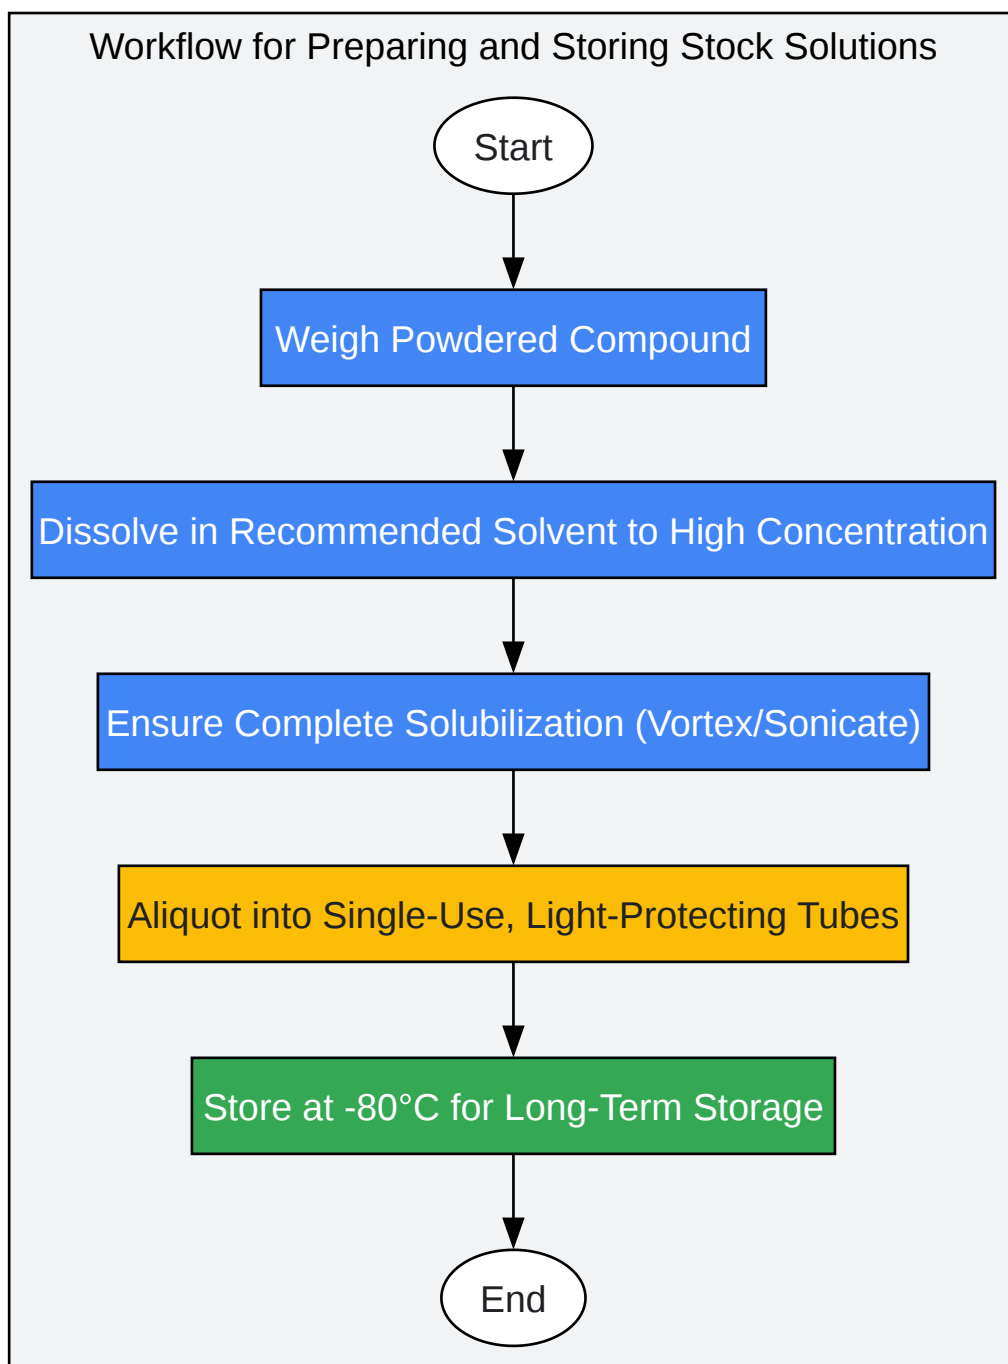 Workflow for Preparing and Storing Stock Solutions
Start
Weigh Powdered Compound
Dissolve in Recommended Solvent to High Concentration
Ensure Complete Solubilization (Vortex/Sonicate)
Aliquot into Single-Use, Light-Protecting Tubes
Store at -80°C for Long-Term Storage
End